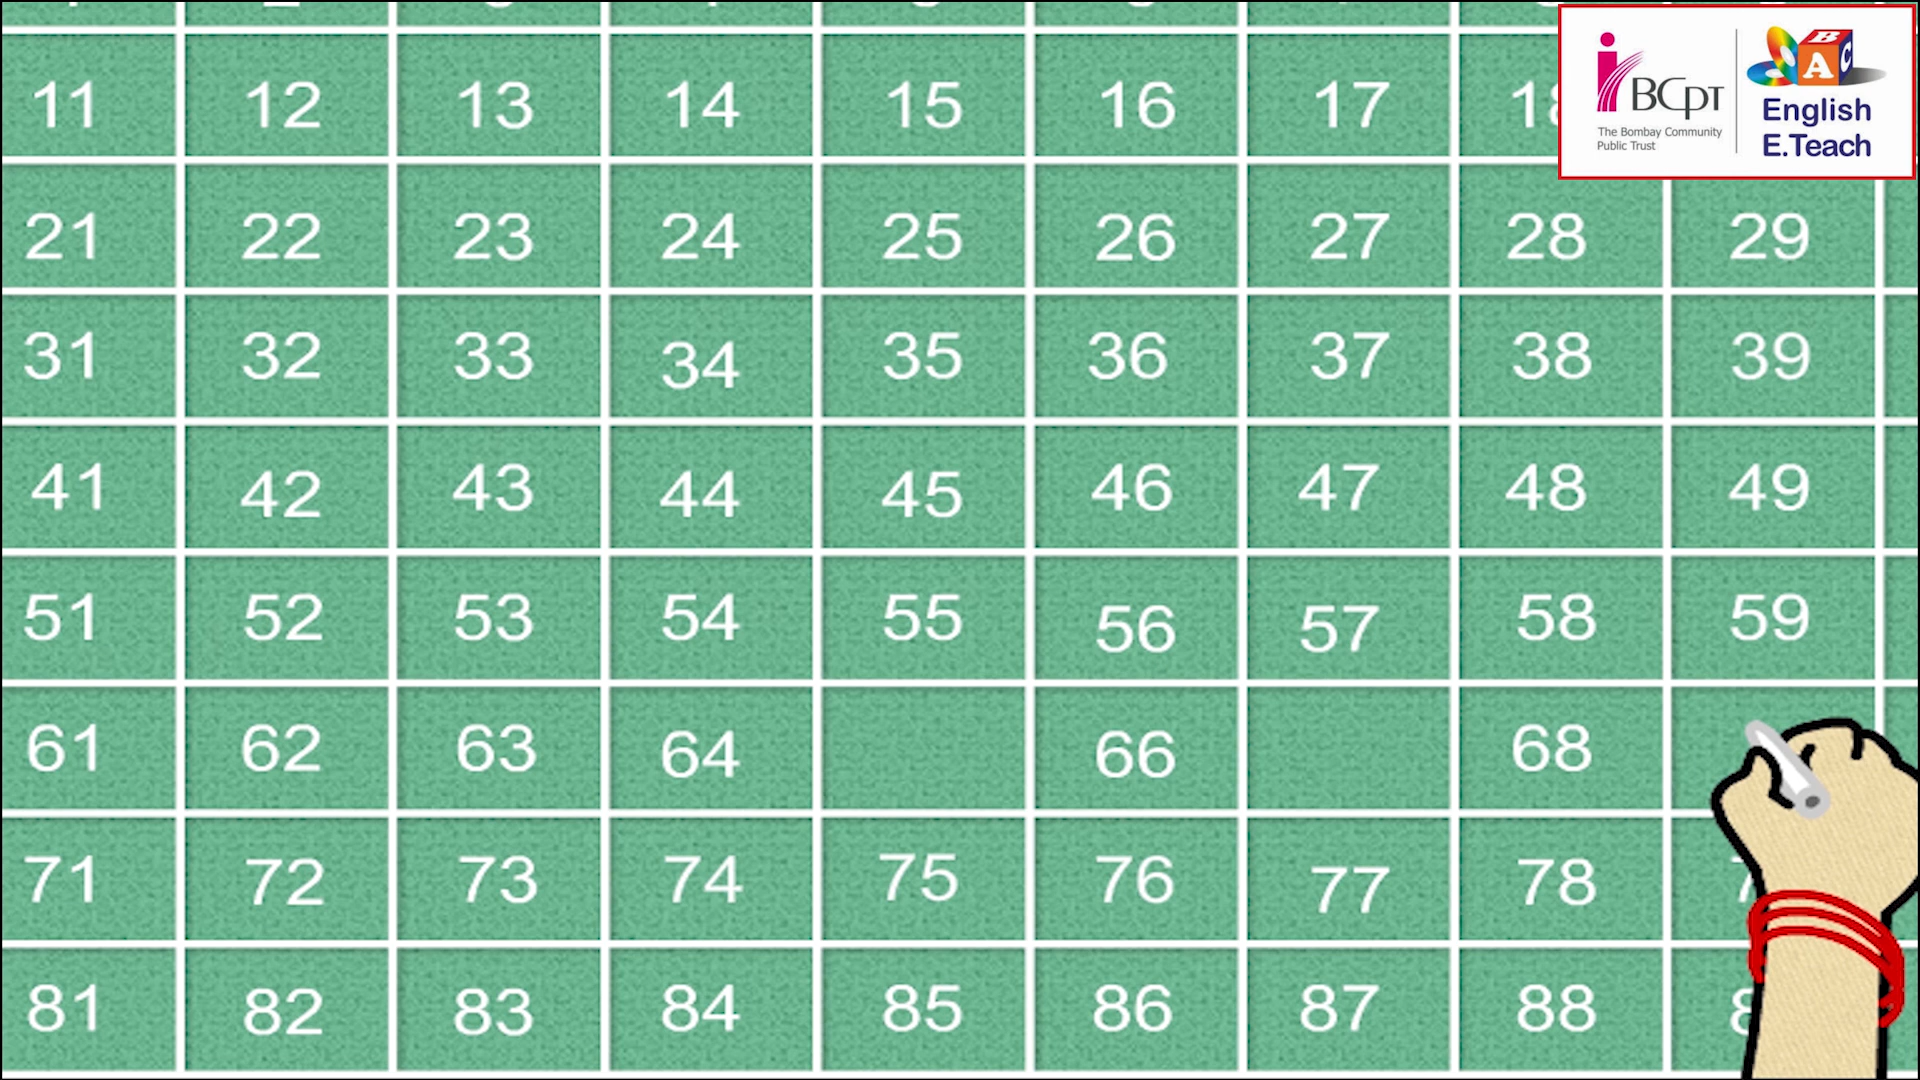 11 12 13 14 15 16 17
21 22 23 24 25 26 27 28 29
31 32 33 34 35 36 37 38 39
41 42 43 44 45 46 47 48 49
51 52 53 54 55 56 57 58 59
61 62 63 64 66 68
71 72 73 74 75 76 77 78
81 82 83 84 85 86 87 88
BCPT
The Bombay Community
Public Trust
A B C
English
E.Teach